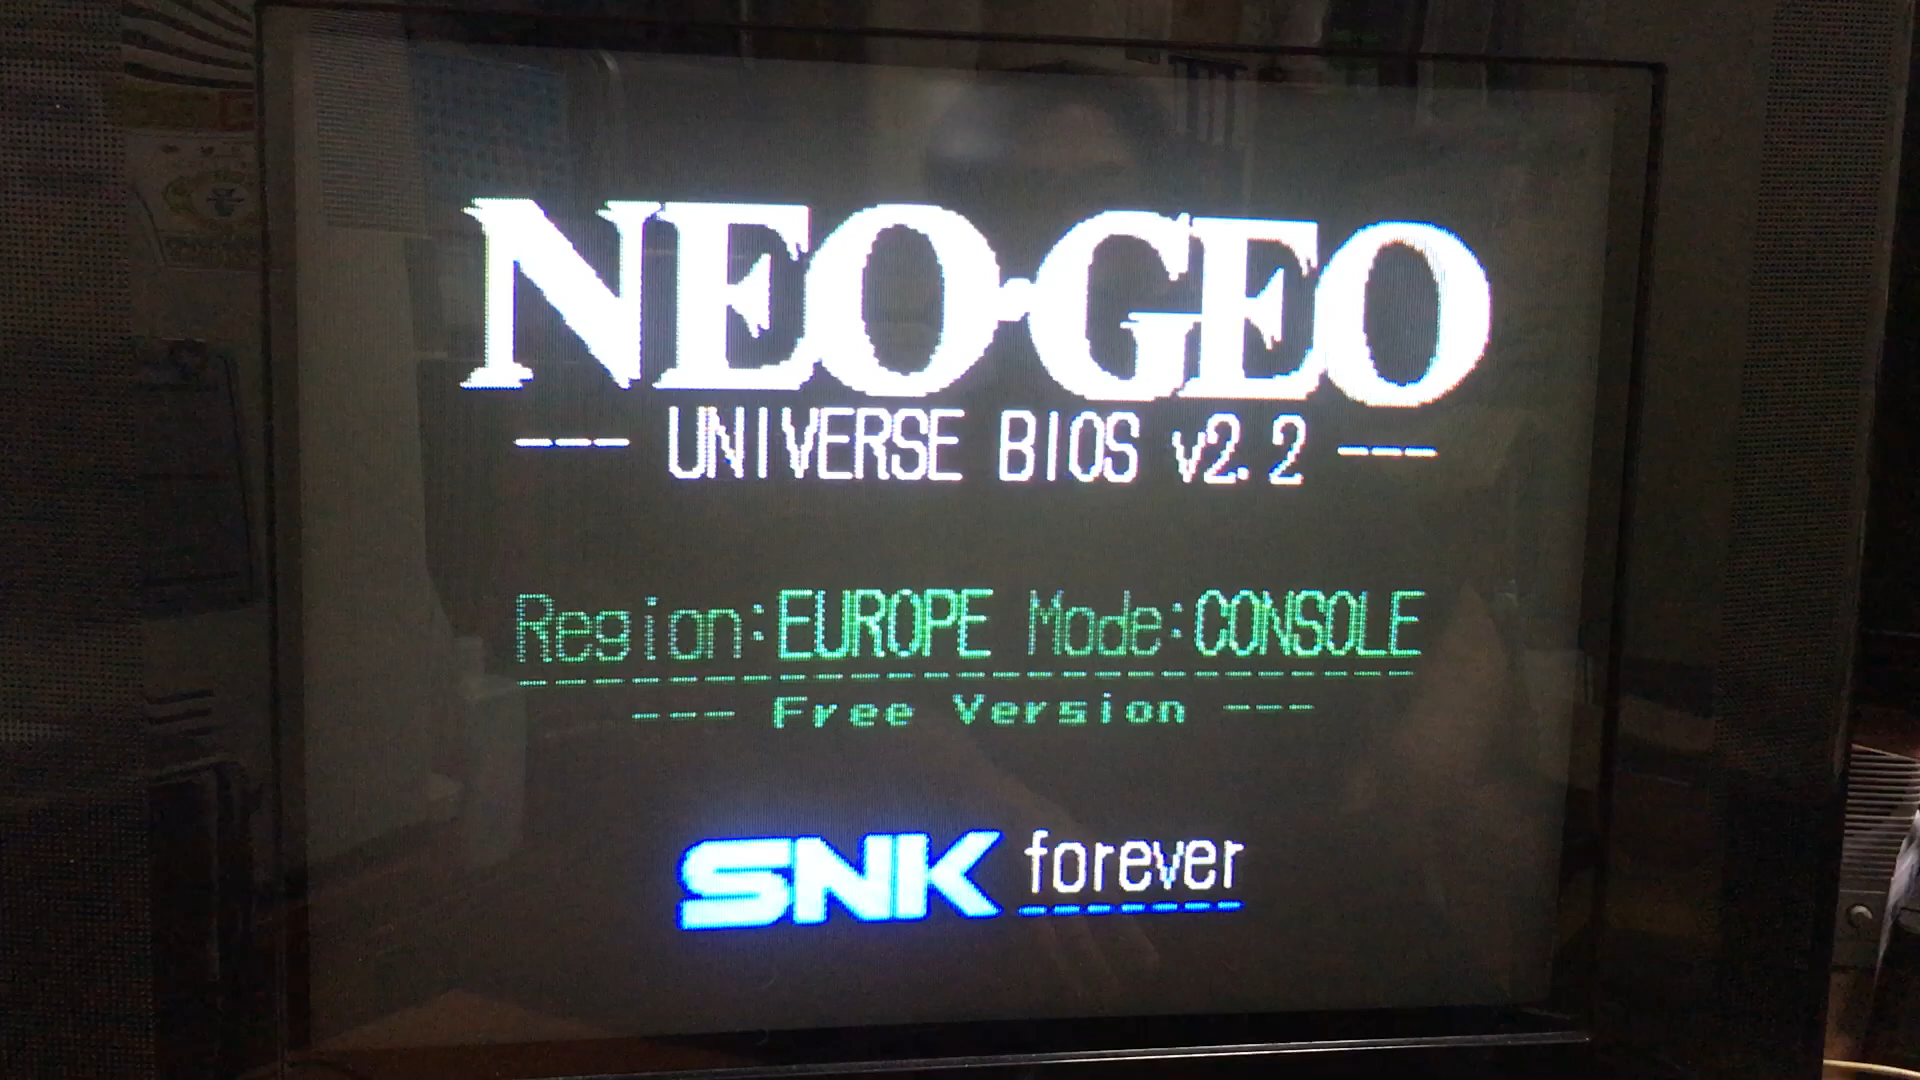 NEO·GEO
--- UNIVERSE BIOS v2.2 ---
Region:EUROPE Mode:CONSOLE
--- Free Version ---
SNK forever